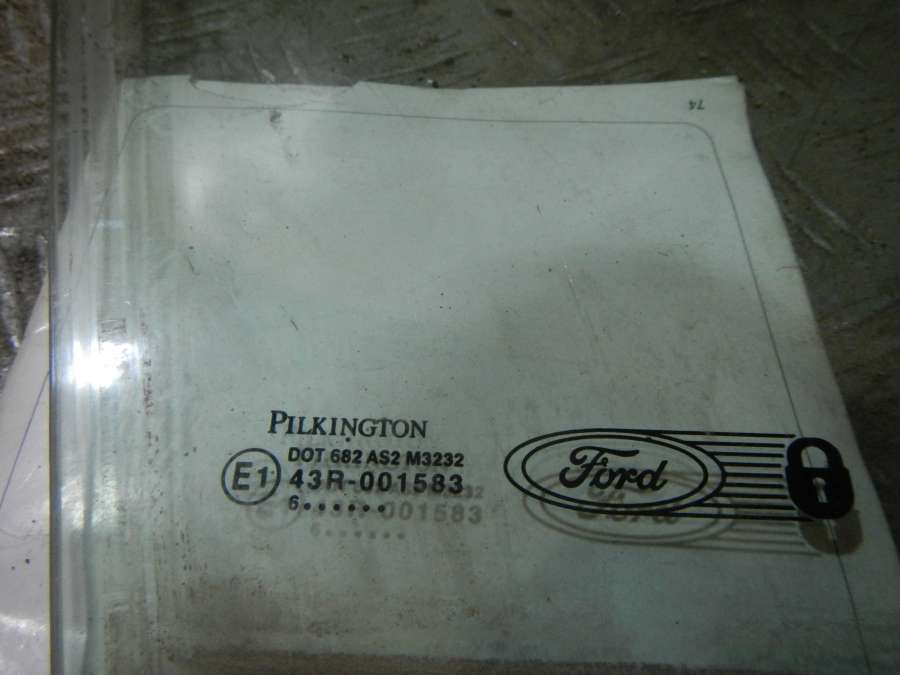 74
PILKINGTON
DOT 682 AS2 M3232
E1 43R-001583
6.......
Ford